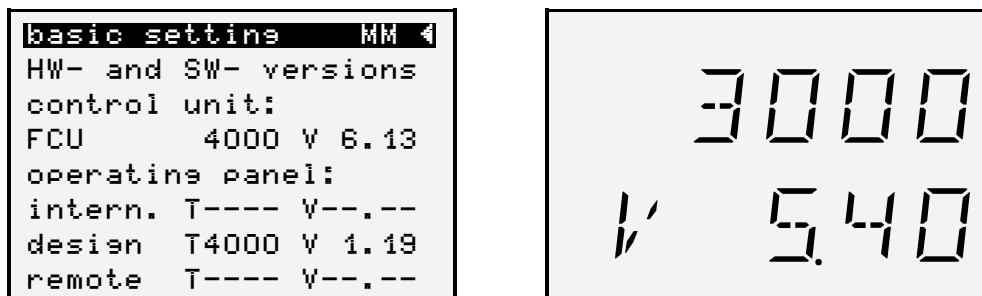 basic setting MM
HW- and SW- versions
control unit:
FCU 4000 V 6.13
operating panel:
intern. T---- V--.--
design T4000 V 1.19
remote T---- V--.--
3000
V 5.40